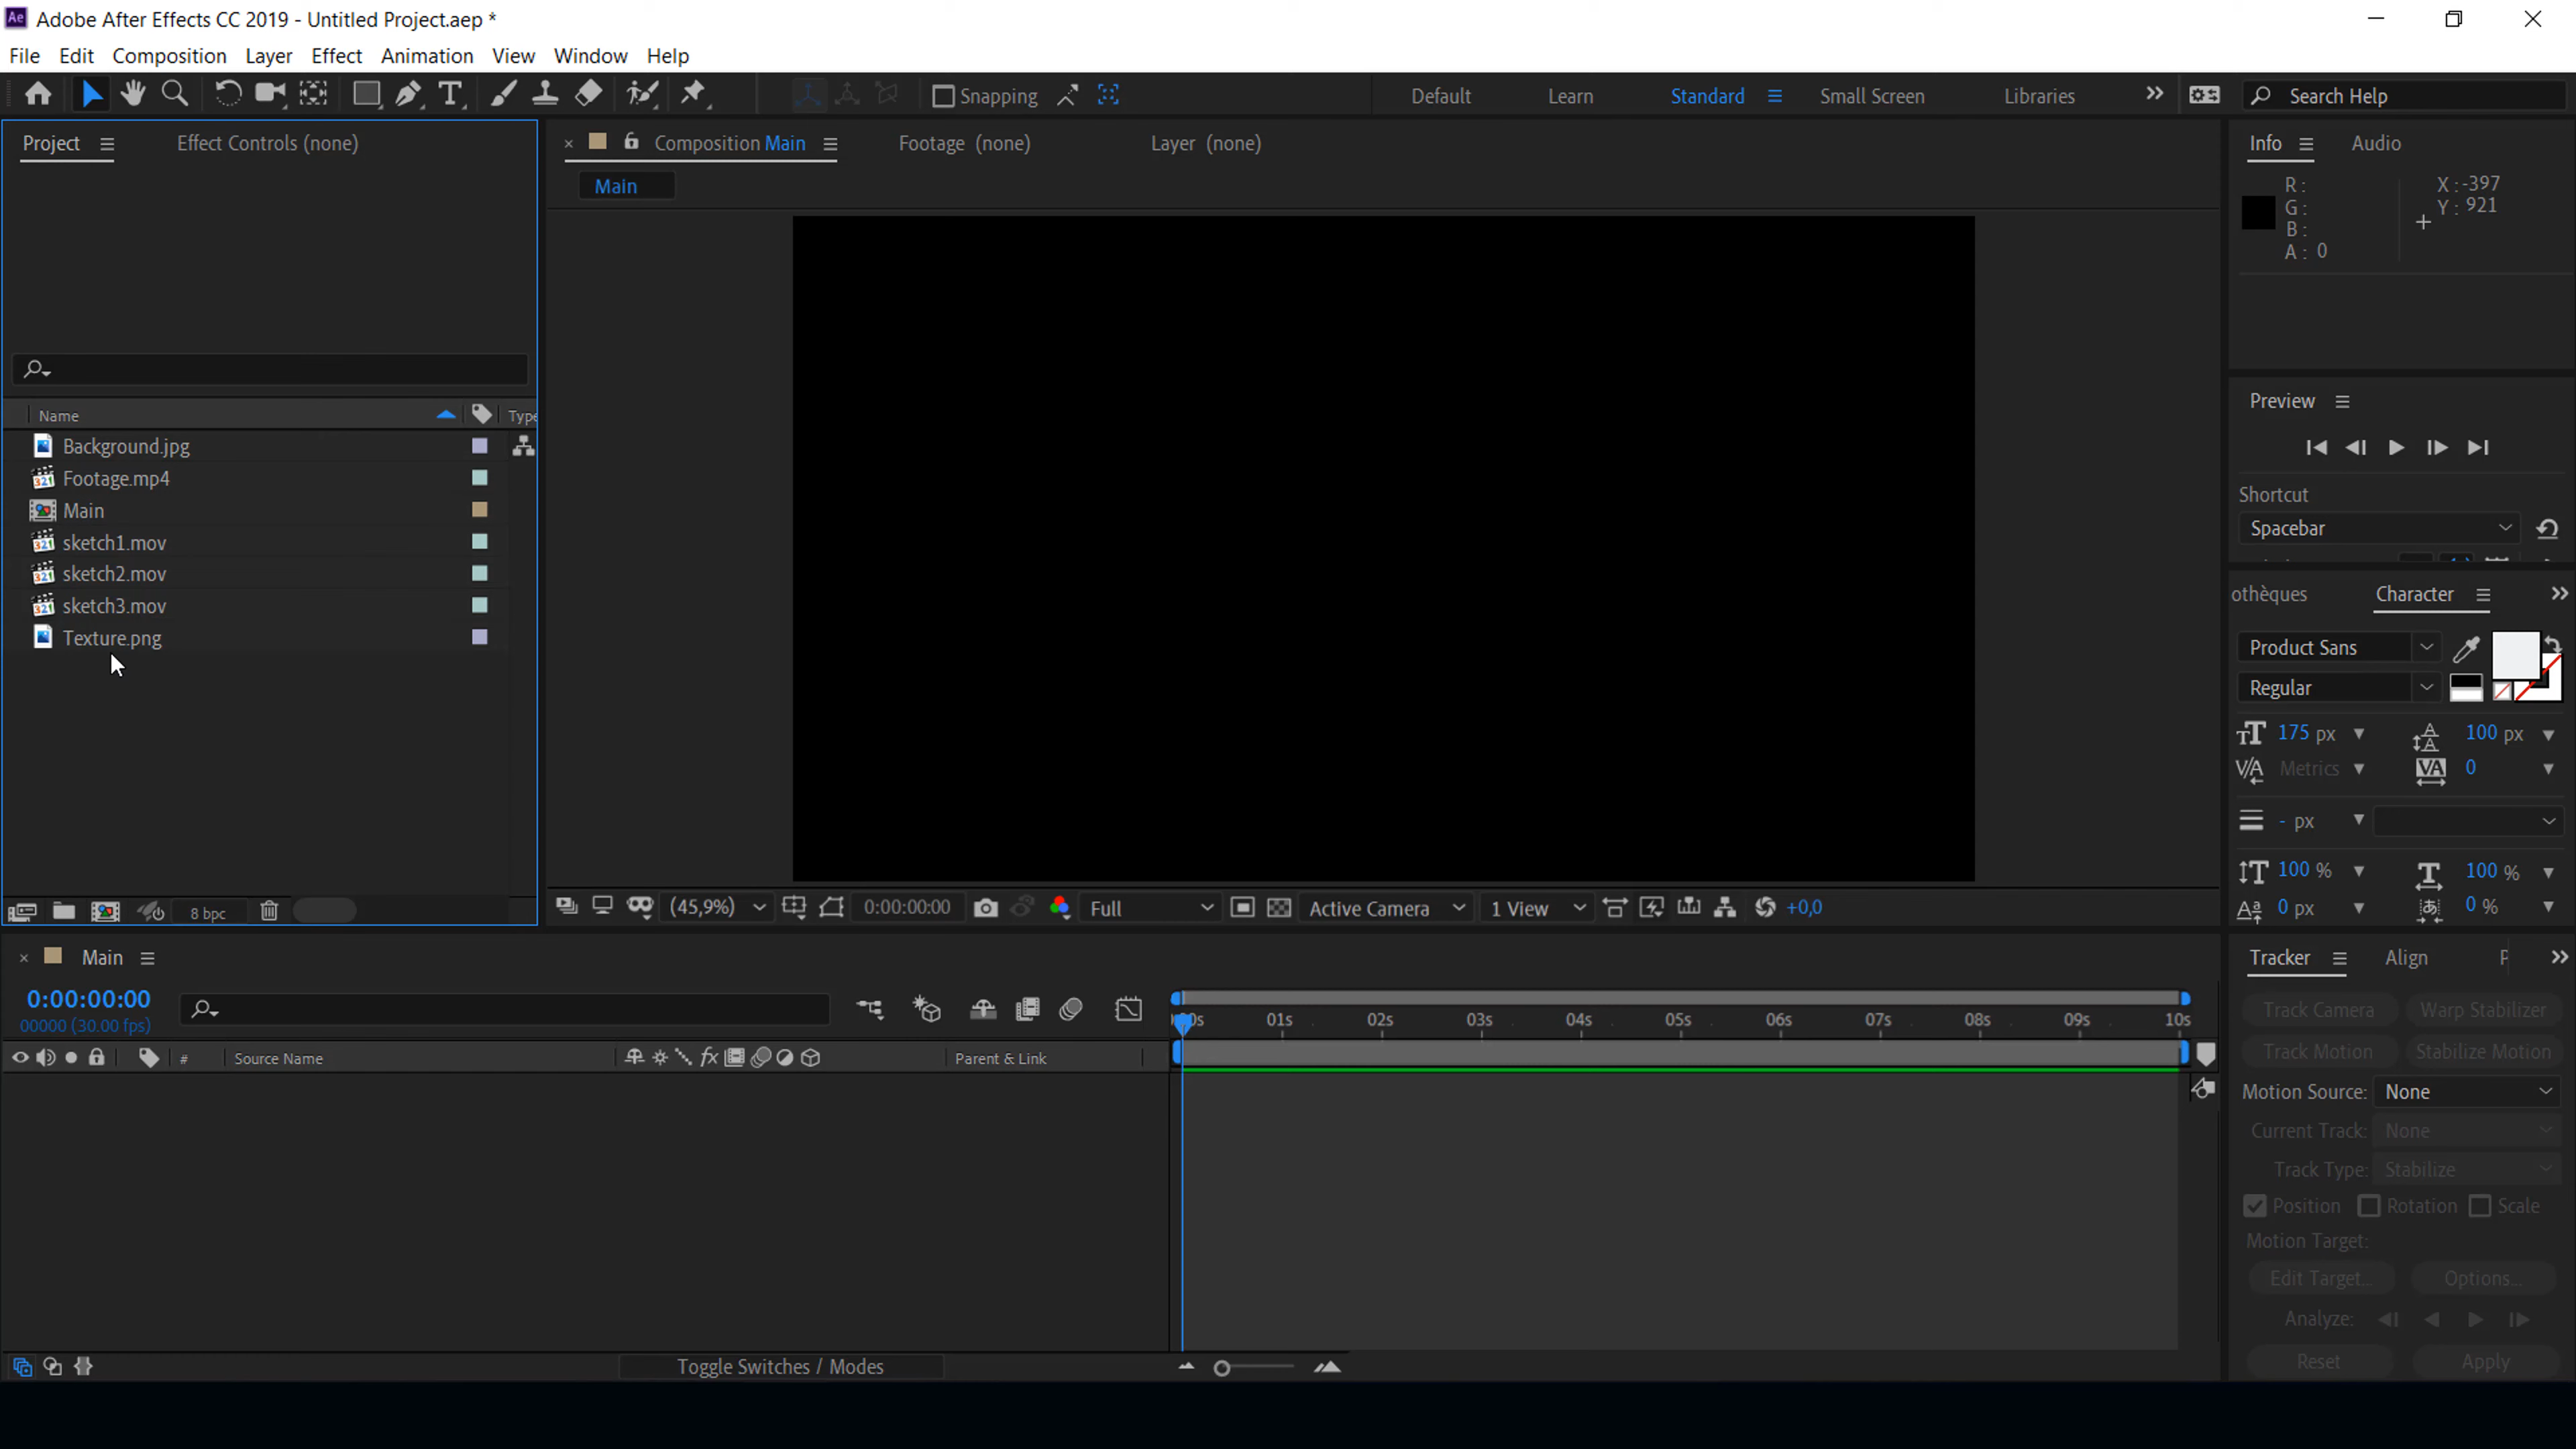 Adobe After Effects CC 2019 - Untitled Project.aep *
File Edit Composition Layer Effect Animation View Window Help
Snapping Default Learn Standard Small Screen Libraries Search Help
Project Effect Controls (none)
Composition Main Footage (none) Layer (none)
Main
Info Audio
R :
G :
B :
A : 0
X : -397
Y : 921
Name Type
Background.jpg
Footage.mp4
Main
sketch1.mov
sketch2.mov
sketch3.mov
Texture.png
8 bpc
(45,9%) 0:00:00:00 Full Active Camera 1 View +0,0
Preview
Shortcut
Spacebar
othèques Character
Product Sans
Regular
175 px 100 px
Metrics 0
- px
100 % 100 %
0 px 0 %
Main
0:00:00:00
00000 (30.00 fps)
# Source Name Parent & Link
01s 02s 03s 04s 05s 06s 07s 08s 09s 10s
Toggle Switches / Modes
Tracker Align
Track Camera Warp Stabilizer
Track Motion Stabilize Motion
Motion Source: None
Current Track: None
Track Type: Stabilize
Position Rotation Scale
Motion Target:
Edit Target... Options...
Analyze:
Reset Apply